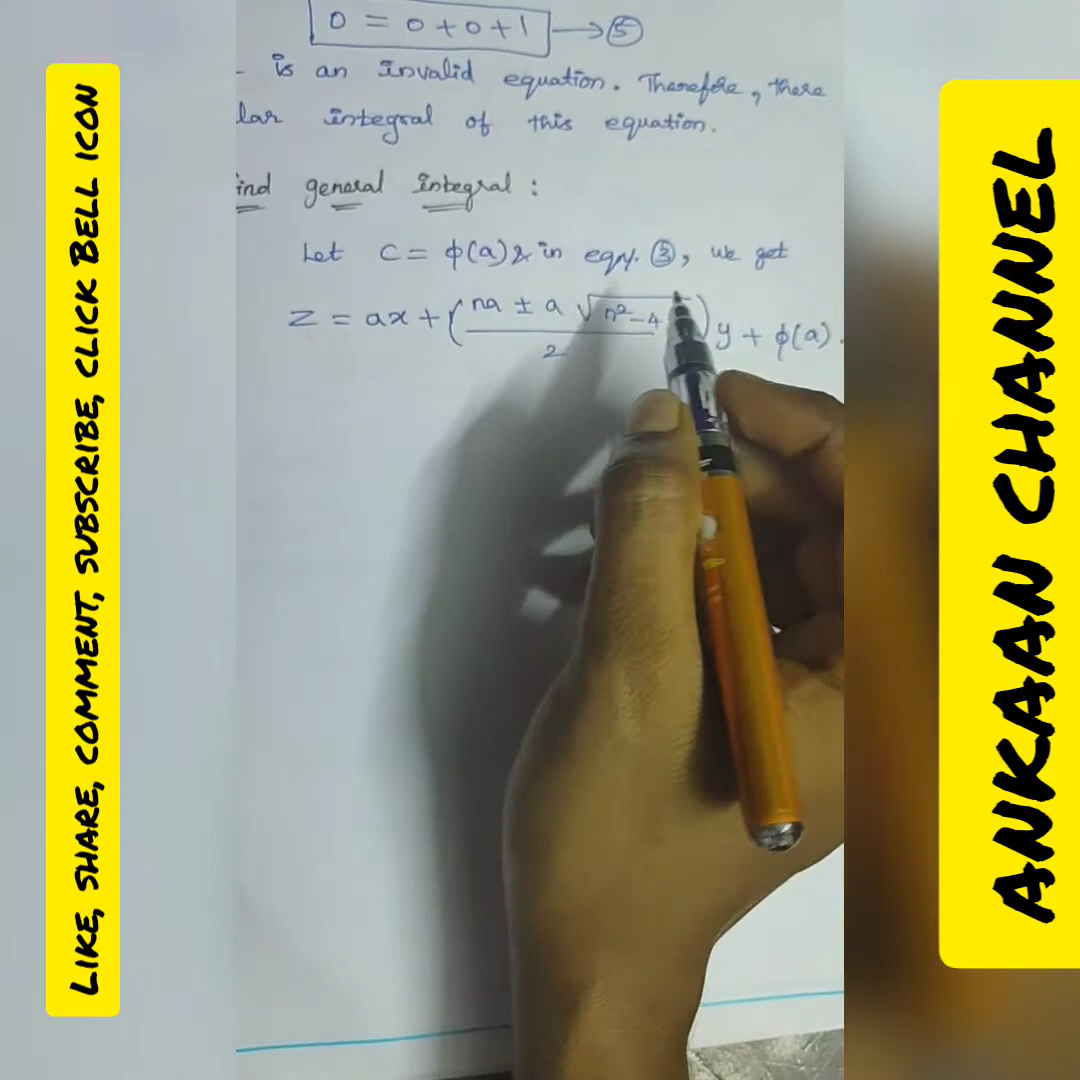 LIKE, SHARE, COMMENT, SUBSCRIBE, CLICK BELL ICON
0 = 0 + 0 + 1 → ⑤
is an invalid equation. Therefore, there
lar integral of this equation.
ind general integral :
Let c = ϕ(a) & in eqn. ③, we get
z = ax + (na ± a √n²-4 / 2) y + ϕ(a).
ANKAAN CHANNEL